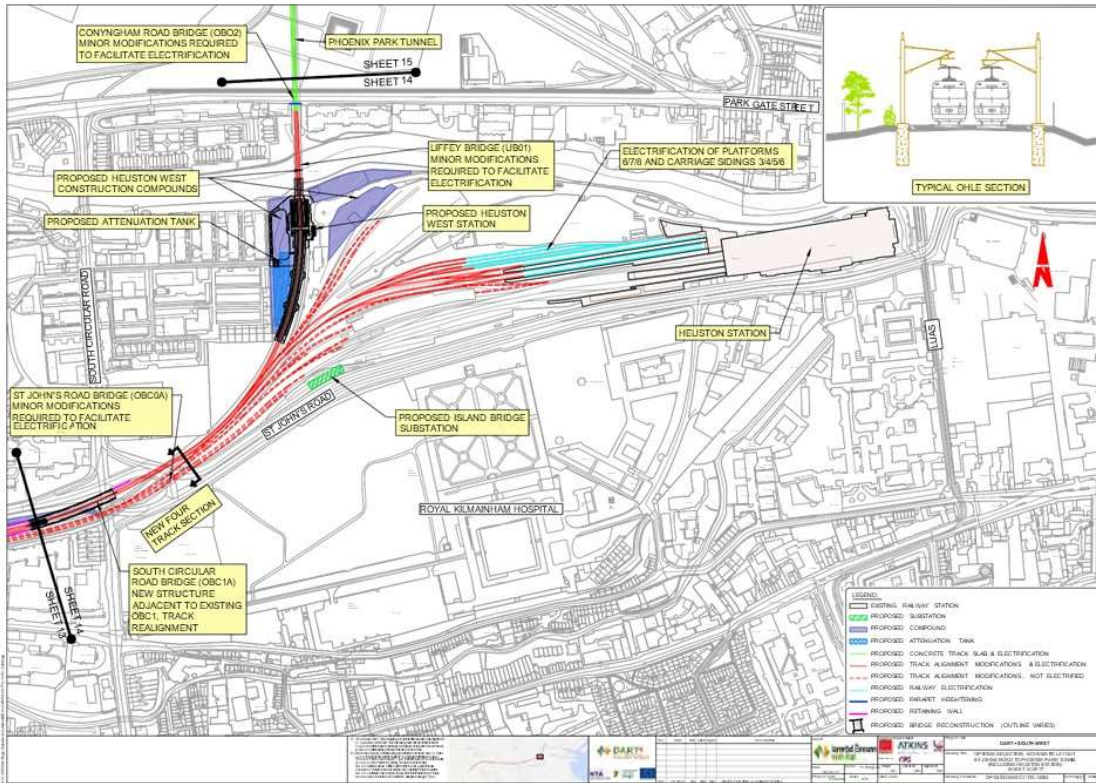 CONYNGHAM ROAD BRIDGE (OBO2)
MINOR MODIFICATIONS REQUIRED
TO FACILITATE ELECTRIFICATION
PHOENIX PARK TUNNEL
SHEET 15
SHEET 14
PARK GATE STREET
LIFFEY BRIDGE (UB01)
MINOR MODIFICATIONS
REQUIRED TO FACILITATE
ELECTRIFICATION
ELECTRIFICATION OF PLATFORMS
6/7/8 AND CARRIAGE SIDINGS 3/4/5/6
TYPICAL OHLE SECTION
PROPOSED HEUSTON WEST
CONSTRUCTION COMPOUNDS
PROPOSED ATTENUATION TANK
PROPOSED HEUSTON
WEST STATION
SOUTH CIRCULAR ROAD
HEUSTON STATION
LUAS
N
ST JOHN'S ROAD BRIDGE (OBC0A)
MINOR MODIFICATIONS
REQUIRED TO FACILITATE
ELECTRIFICATION
ST JOHN'S ROAD
PROPOSED ISLAND BRIDGE
SUBSTATION
NEW FOUR
TRACK SECTION
ROYAL KILMAINHAM HOSPITAL
SOUTH CIRCULAR
ROAD BRIDGE (OBC1A)
NEW STRUCTURE
ADJACENT TO EXISTING
OBC1, TRACK
REALIGNMENT
SHEET 14
SHEET 13
LEGEND:
EXISTING RAILWAY STATION
PROPOSED SUBSTATION
PROPOSED COMPOUND
PROPOSED ATTENUATION TANK
PROPOSED CONCRETE TRACK SLAB & ELECTRIFICATION
PROPOSED TRACK ALIGNMENT MODIFICATIONS & ELECTRIFICATION
PROPOSED TRACK ALIGNMENT MODIFICATIONS, NOT ELECTRIFIED
PROPOSED RAILWAY ELECTRIFICATION
PROPOSED PARAPET HEIGHTENING
PROPOSED RETAINING WALL
PROPOSED BRIDGE RECONSTRUCTION (OUTLINE VARIES)
DART+
Iarnród Éireann
ATKINS
DART+ SOUTH WEST